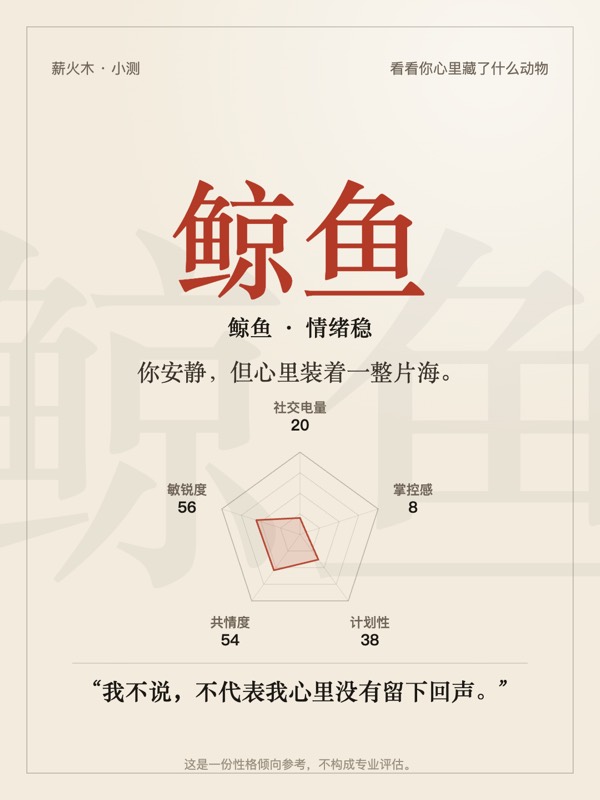 薪火木 · 小测
看看你心里藏了什么动物
鲸鱼
鲸鱼 · 情绪稳
你安静，但心里装着一整片海。
社交电量
20
敏锐度
56
掌控感
8
共情度
54
计划性
38
“我不说，不代表我心里没有留下回声。”
这是一份性格倾向参考，不构成专业评估。